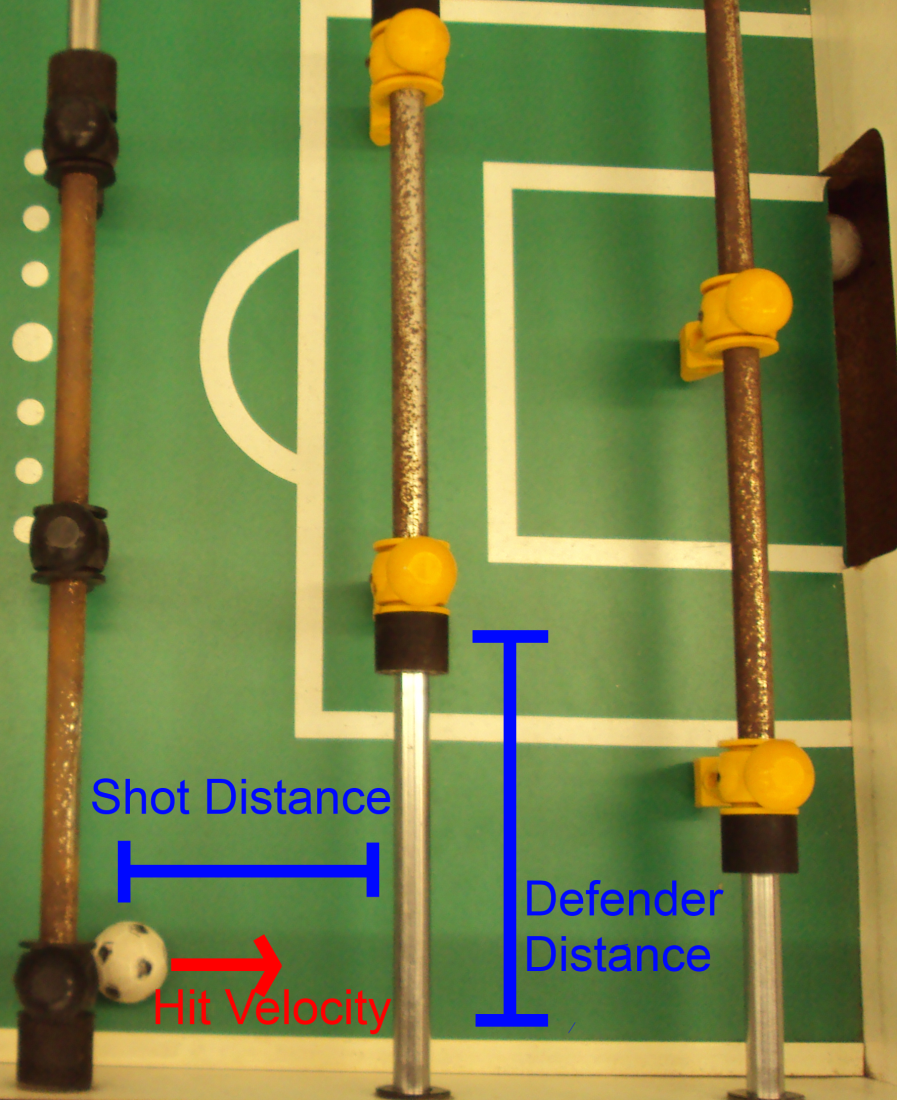 Shot Distance
Defender
Distance
Hit Velocity